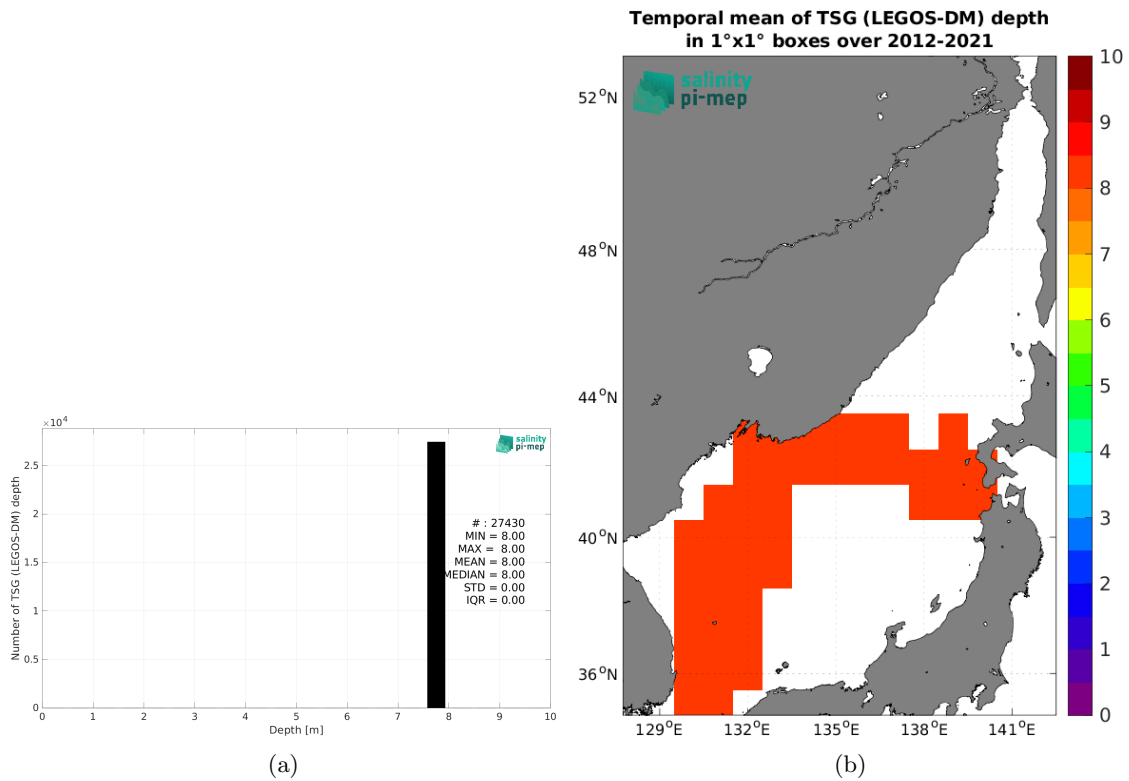 ×10⁴
2.5
2
1.5
1
0.5
0
Number of TSG (LEGOS-DM) depth
salinity
pi-mep
# : 27430
MIN = 8.00
MAX = 8.00
MEAN = 8.00
MEDIAN = 8.00
STD = 0.00
IQR = 0.00
0 1 2 3 4 5 6 7 8 9 10
Depth [m]
(a)
Temporal mean of TSG (LEGOS-DM) depth
in 1°x1° boxes over 2012-2021
salinity
pi-mep
52°N
48°N
44°N
40°N
36°N
129°E 132°E 135°E 138°E 141°E
10
9
8
7
6
5
4
3
2
1
0
(b)